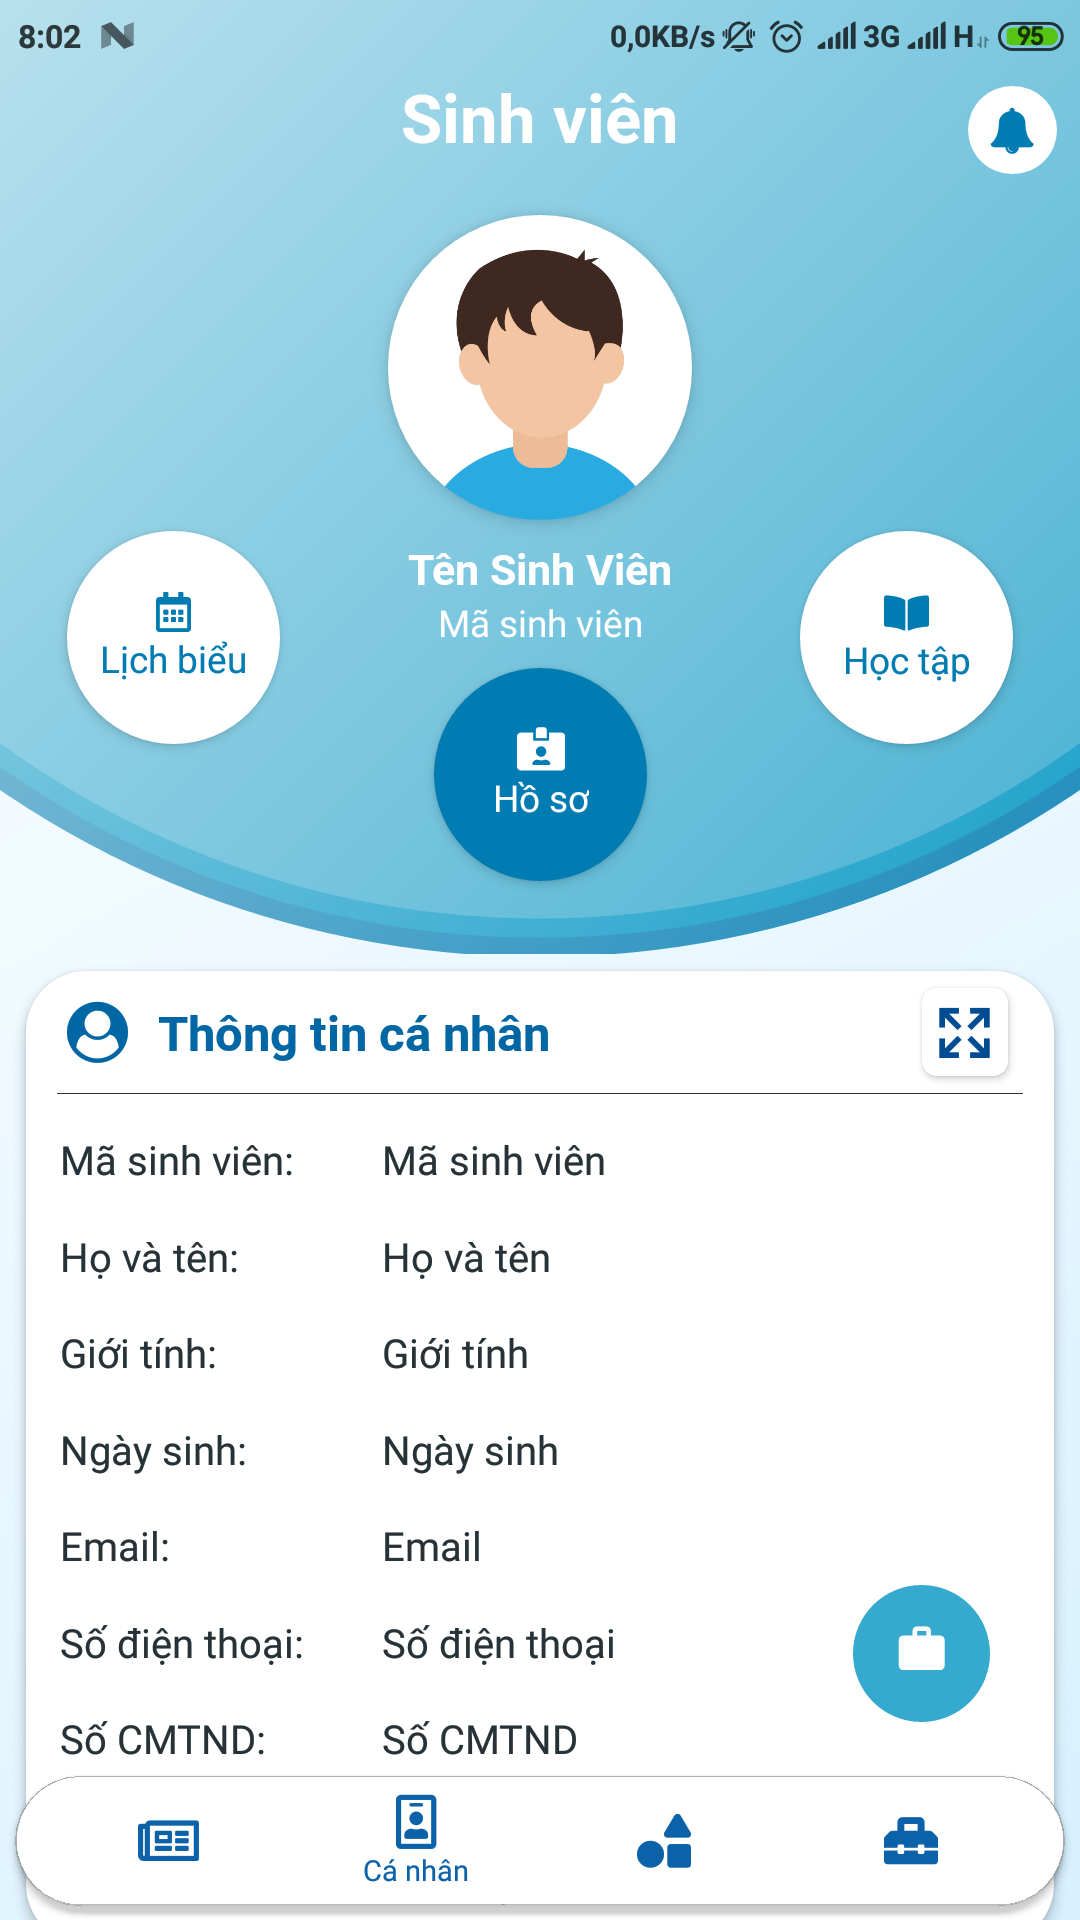 8:02 0,0KB/s 3G H 95
Sinh viên
Tên Sinh Viên
Mã sinh viên
Lịch biểu
Học tập
Hồ sơ
Thông tin cá nhân
Mã sinh viên: Mã sinh viên
Họ và tên: Họ và tên
Giới tính: Giới tính
Ngày sinh: Ngày sinh
Email: Email
Số điện thoại: Số điện thoại
Số CMTND: Số CMTND
Cá nhân